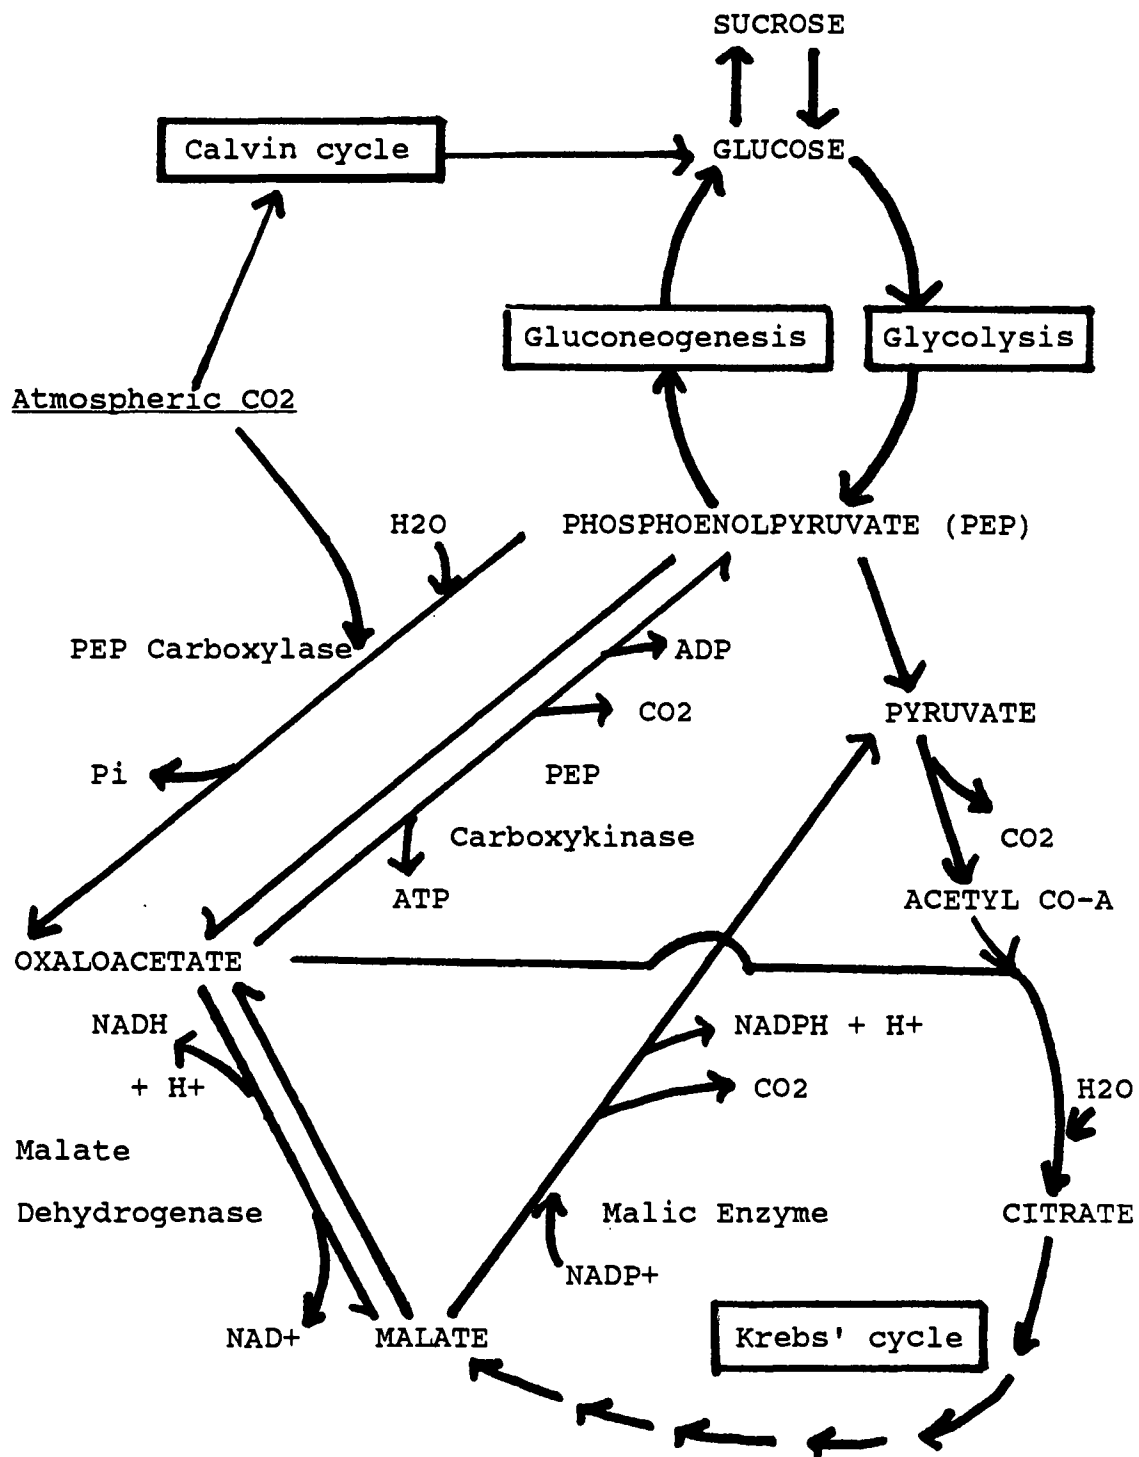 SUCROSE
Calvin cycle
GLUCOSE
Gluconeogenesis
Glycolysis
Atmospheric CO2
H2O
PHOSPHOENOLPYRUVATE (PEP)
PEP Carboxylase
ADP
CO2
PYRUVATE
Pi
PEP
Carboxykinase
CO2
ATP
ACETYL CO-A
OXALOACETATE
NADH
+ H+
NADPH + H+
CO2
H2O
Malate
Dehydrogenase
Malic Enzyme
CITRATE
NADP+
NAD+
MALATE
Krebs' cycle